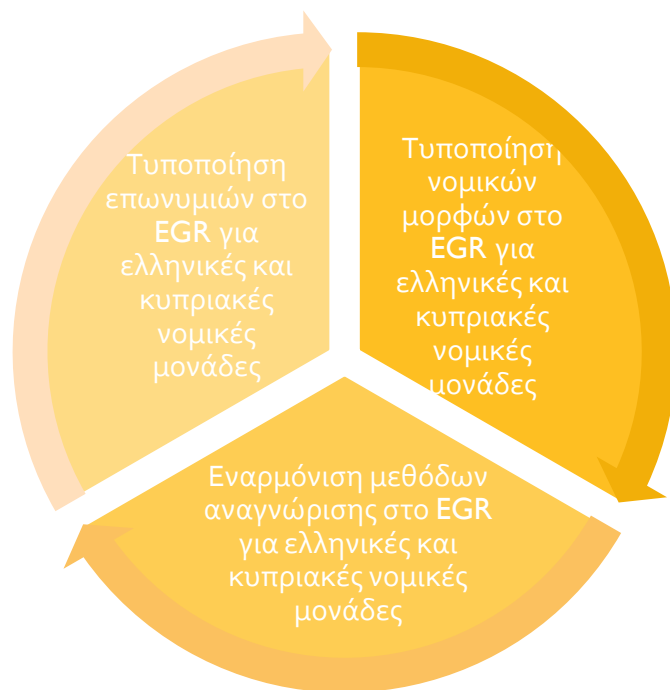 Τυποποίηση
επωνυμιών στο
EGR για
ελληνικές και
κυπριακές
νομικές
μονάδες
Τυποποίηση
νομικών
μορφών στο
EGR για
ελληνικές και
κυπριακές
νομικές
μονάδες
Εναρμόνιση μεθόδων
αναγνώρισης στο EGR
για ελληνικές και
κυπριακές νομικές
μονάδες